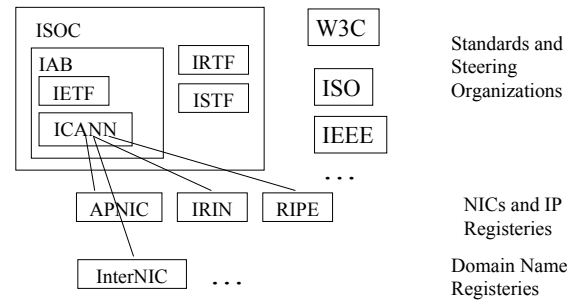 ISOC
W3C
IAB
IRTF
Standards and
Steering
Organizations
IETF
ISTF
ISO
ICANN
IEEE
...
APNIC
IRIN
RIPE
NICs and IP
Registeries
InterNIC
...
Domain Name
Registeries